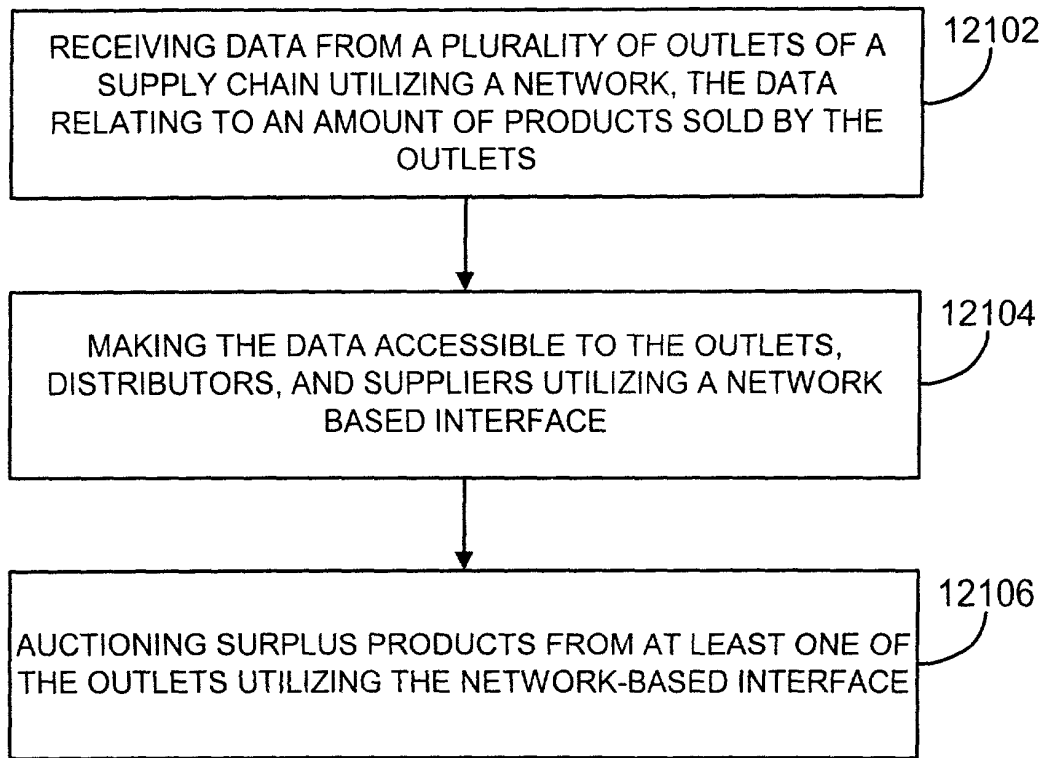 RECEIVING DATA FROM A PLURALITY OF OUTLETS OF A
SUPPLY CHAIN UTILIZING A NETWORK, THE DATA
RELATING TO AN AMOUNT OF PRODUCTS SOLD BY THE
OUTLETS
12102
MAKING THE DATA ACCESSIBLE TO THE OUTLETS,
DISTRIBUTORS, AND SUPPLIERS UTILIZING A NETWORK
BASED INTERFACE
12104
AUCTIONING SURPLUS PRODUCTS FROM AT LEAST ONE OF
THE OUTLETS UTILIZING THE NETWORK-BASED INTERFACE
12106